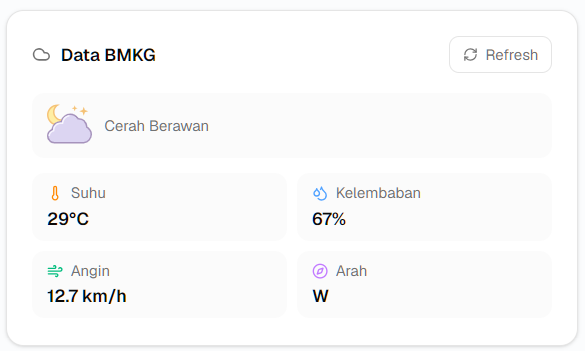 Data BMKG
Refresh
Cerah Berawan
Suhu
29°C
Kelembaban
67%
Angin
12.7 km/h
Arah
W